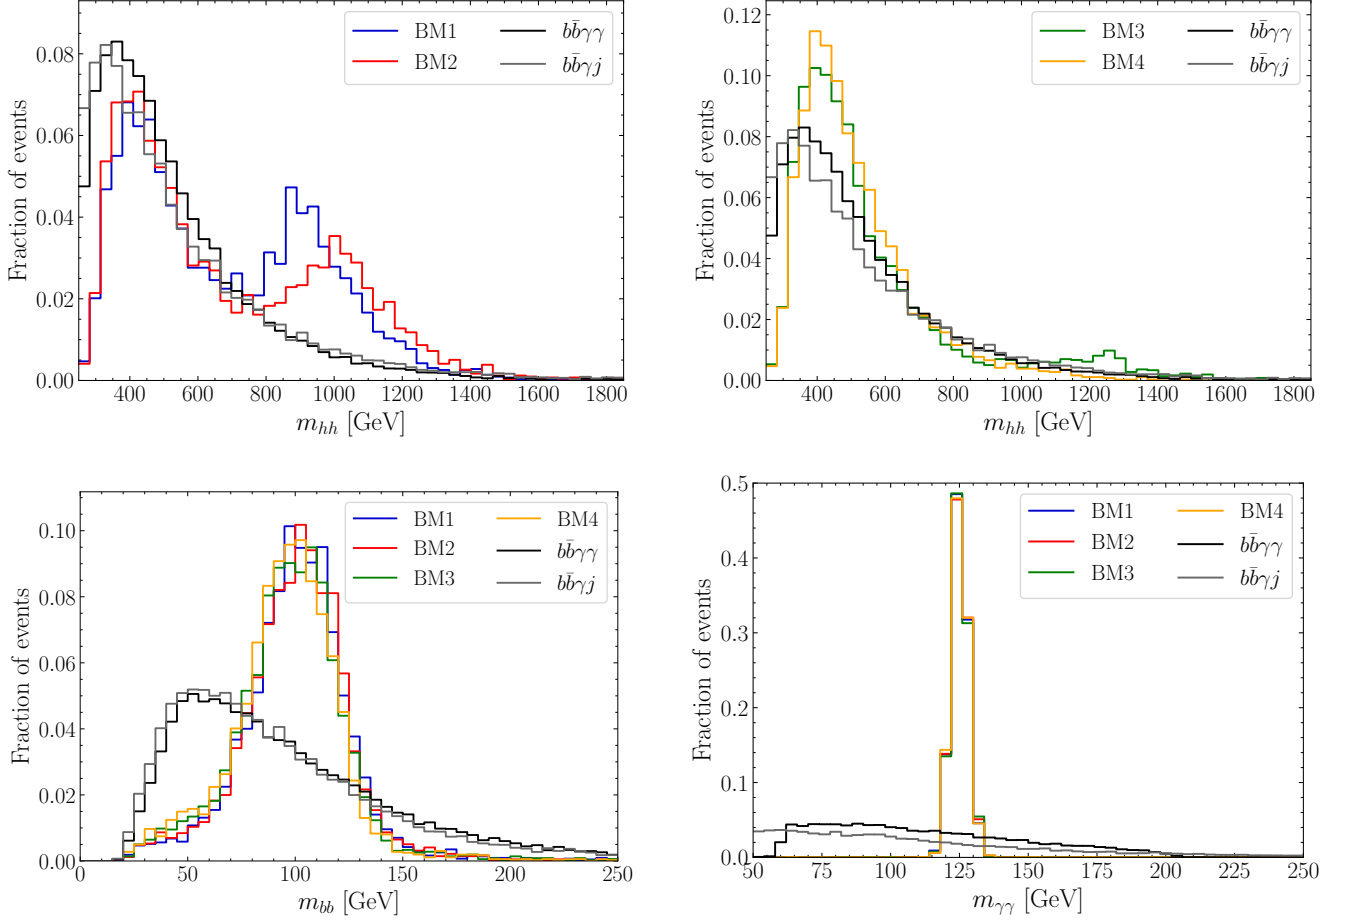 BM1
BM2
bb̄γγ
bb̄γj
Fraction of events
0.08
0.06
0.04
0.02
0.00
400 600 800 1000 1200 1400 1600 1800
m_hh [GeV]
BM3
BM4
bb̄γγ
bb̄γj
Fraction of events
0.12
0.10
0.08
0.06
0.04
0.02
0.00
400 600 800 1000 1200 1400 1600 1800
m_hh [GeV]
BM1
BM2
BM3
BM4
bb̄γγ
bb̄γj
Fraction of events
0.10
0.08
0.06
0.04
0.02
0.00
0 50 100 150 200 250
m_bb [GeV]
BM1
BM2
BM3
BM4
bb̄γγ
bb̄γj
Fraction of events
0.5
0.4
0.3
0.2
0.1
0.0
50 75 100 125 150 175 200 225 250
m_γγ [GeV]